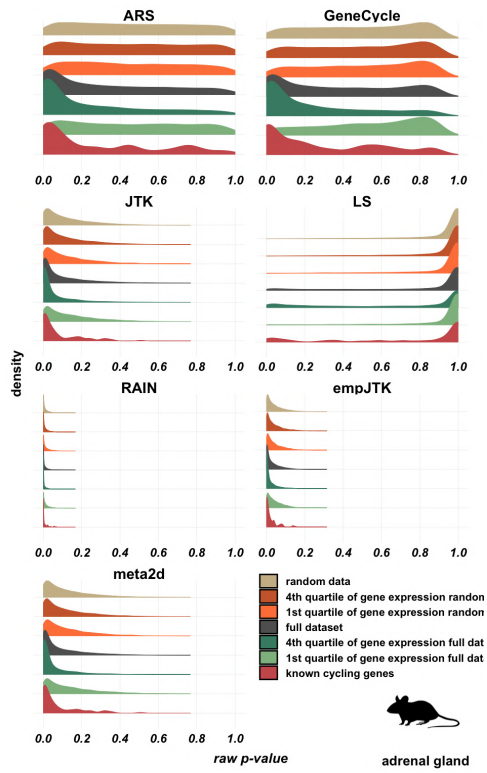 ARS GeneCycle
0.0 0.2 0.4 0.6 0.8 1.0 0.0 0.2 0.4 0.6 0.8 1.0
JTK LS
0.0 0.2 0.4 0.6 0.8 1.0 0.0 0.2 0.4 0.6 0.8 1.0
density
RAIN empJTK
0.0 0.2 0.4 0.6 0.8 1.0 0.0 0.2 0.4 0.6 0.8 1.0
meta2d
0.0 0.2 0.4 0.6 0.8 1.0
raw p-value
random data
4th quartile of gene expression random
1st quartile of gene expression random
full dataset
4th quartile of gene expression full dat
1st quartile of gene expression full dat
known cycling genes
adrenal gland